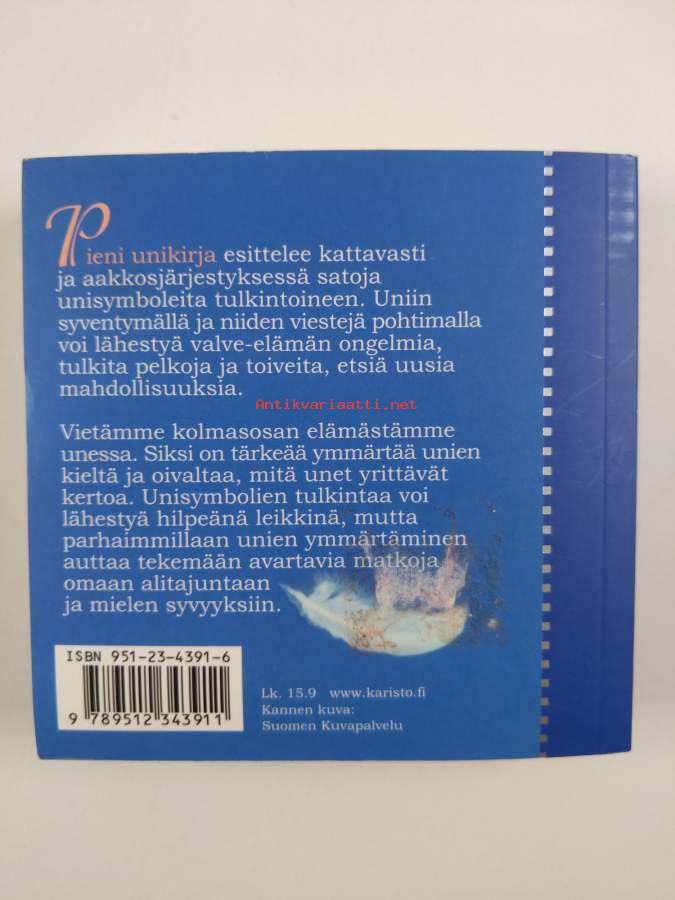 Pieni unikirja esittelee kattavasti
ja aakkosjärjestyksessä satoja
unisymboleita tulkintoineen. Uniin
syventymällä ja niiden viestejä pohtimalla
voi lähestyä valve-elämän ongelmia,
tulkita pelkoja ja toiveita, etsiä uusia
mahdollisuuksia.
Antikvariaatti.net
Vietämme kolmasosan elämästämme
unessa. Siksi on tärkeää ymmärtää unien
kieltä ja oivaltaa, mitä unet yrittävät
kertoa. Unisymbolien tulkintaa voi
lähestyä hilpeänä leikkinä, mutta
parhaimmillaan unien ymmärtäminen
auttaa tekemään avartavia matkoja
omaan alitajuntaan
ja mielen syvyyksiin.
ISBN 951-23-4391-6
9 789512 343911
Lk. 15.9 www.karisto.fi
Kannen kuva:
Suomen Kuvapalvelu